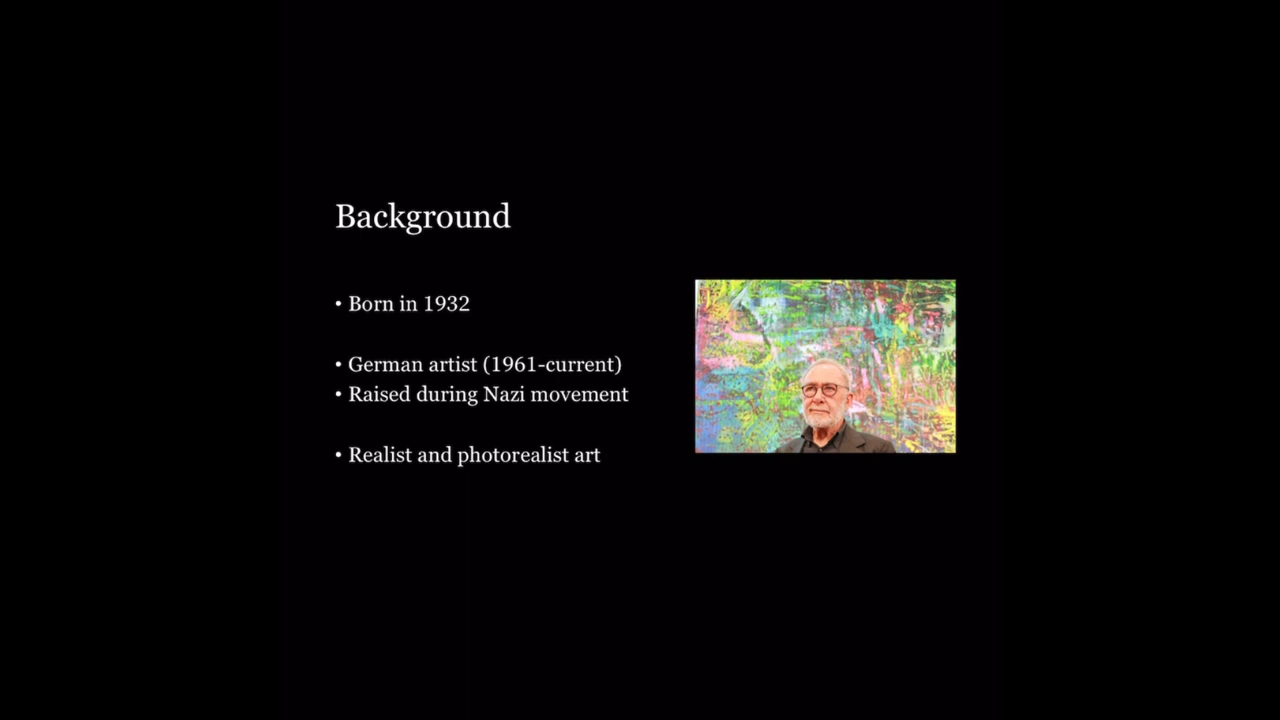 Background
• Born in 1932
• German artist (1961-current)
• Raised during Nazi movement
• Realist and photorealist art